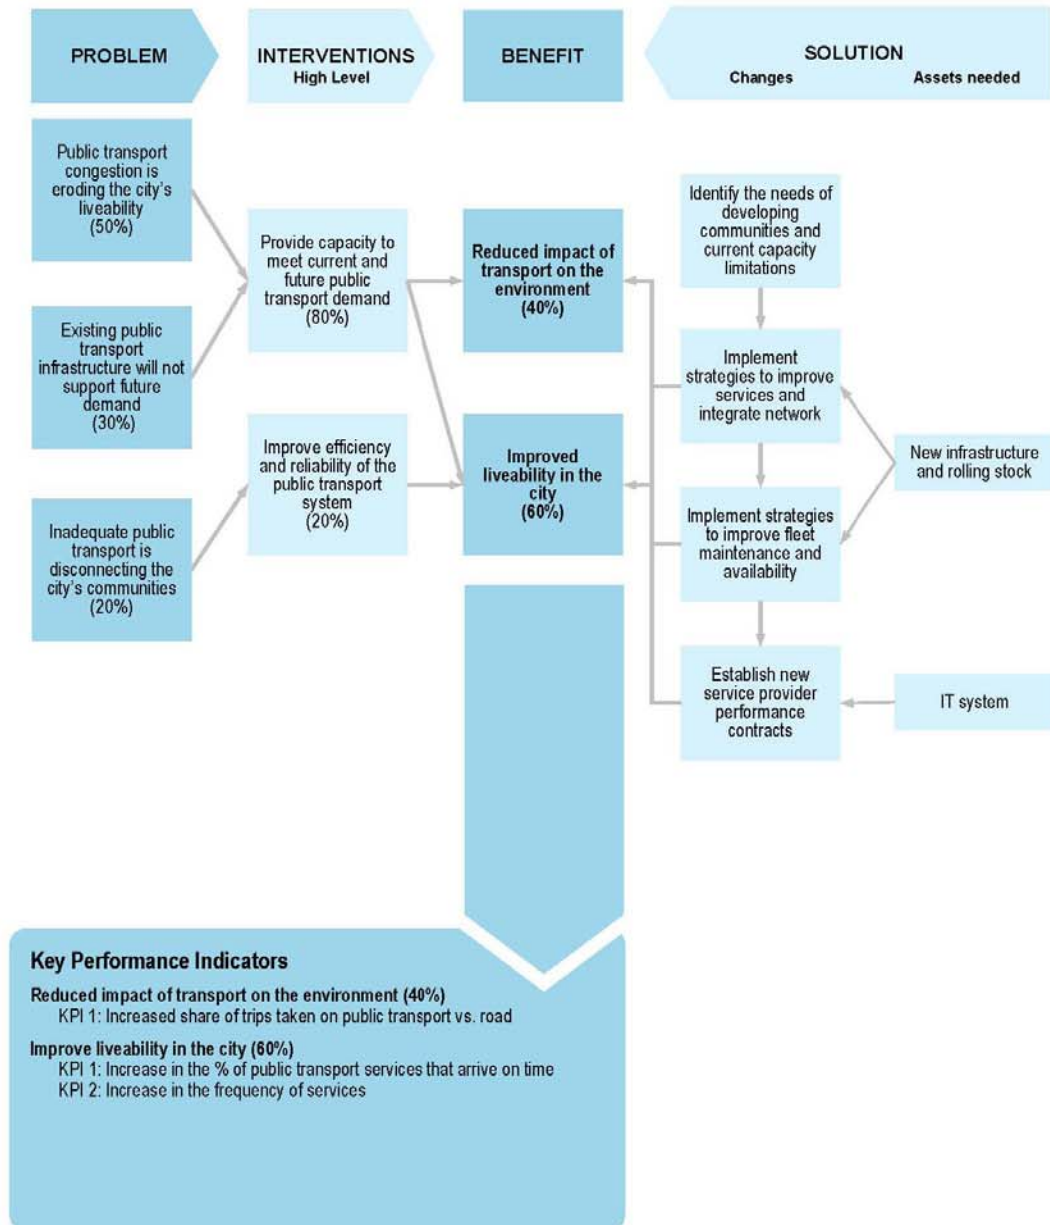 PROBLEM
INTERVENTIONS
High Level
BENEFIT
SOLUTION
Changes
Assets needed
Public transport
congestion is
eroding the city's
liveability
(50%)
Existing public
transport
infrastructure will not
support future
demand
(30%)
Inadequate public
transport is
disconnecting the
city's communities
(20%)
Provide capacity to
meet current and
future public
transport demand
(80%)
Improve efficiency
and reliability of the
public transport
system
(20%)
Reduced impact of
transport on the
environment
(40%)
Improved
liveability in the
city
(60%)
Identify the needs of
developing
communities and
current capacity
limitations
Implement
strategies to improve
services and
integrate network
Implement strategies
to improve fleet
maintenance and
availability
Establish new
service provider
performance
contracts
New infrastructure
and rolling stock
IT system
Key Performance Indicators
Reduced impact of transport on the environment (40%)
KPI 1: Increased share of trips taken on public transport vs. road
Improve liveability in the city (60%)
KPI 1: Increase in the % of public transport services that arrive on time
KPI 2: Increase in the frequency of services